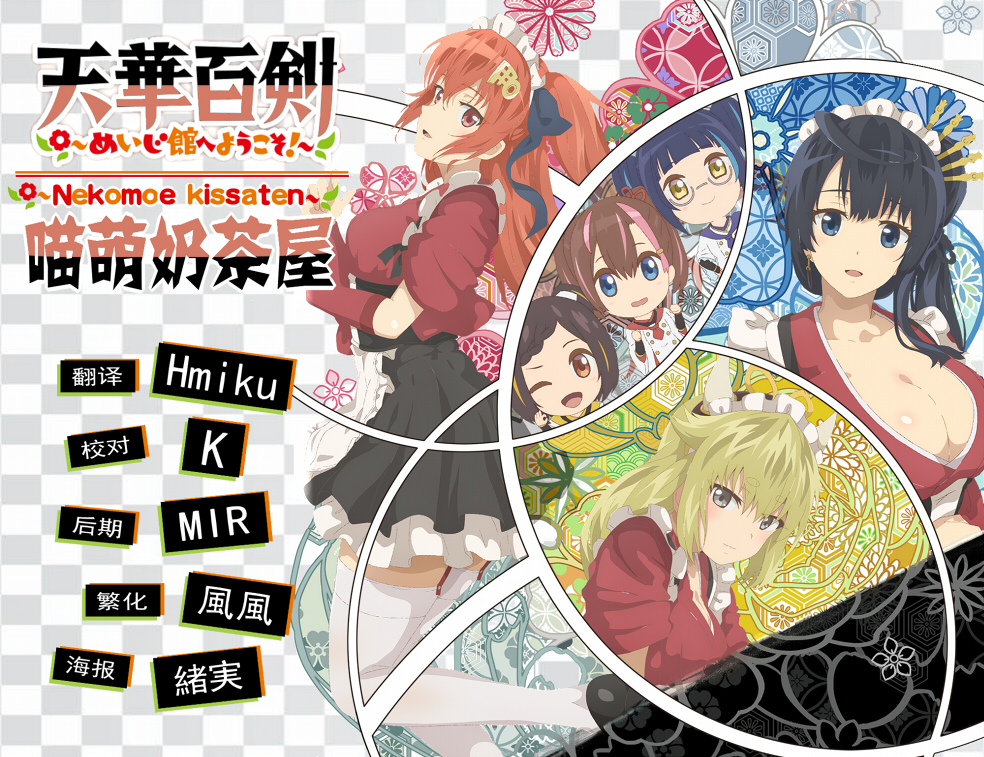 天華百剣
~めいじ館へようこそ!~
~Nekomoe kissaten~
喵萌奶茶屋
翻译 Hmiku
校对 K
后期 MIR
繁化 風風
海报 緒実